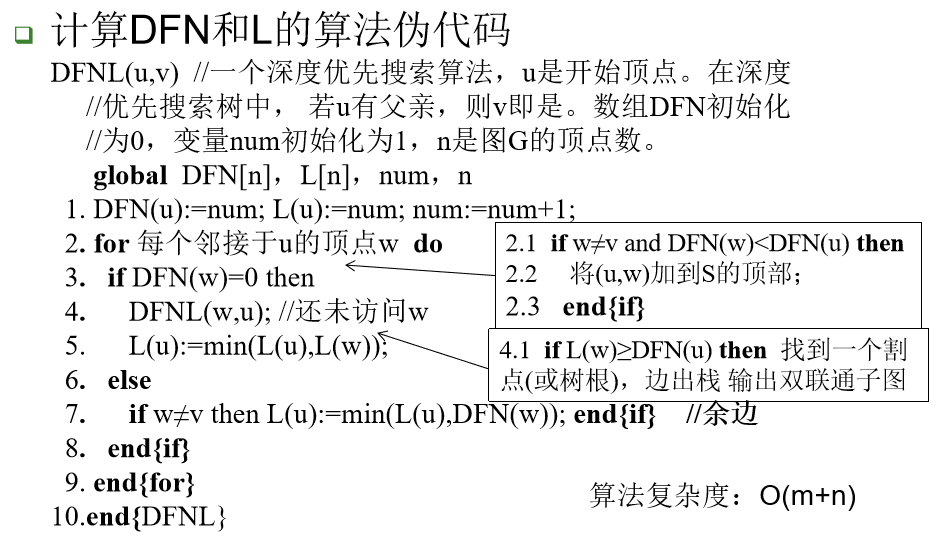 计算DFN和L的算法伪代码
DFNL(u,v) //一个深度优先搜索算法，u是开始顶点。在深度
//优先搜索树中， 若u有父亲，则v即是。数组DFN初始化
//为0，变量num初始化为1，n是图G的顶点数。
global DFN[n]，L[n]，num，n
1. DFN(u):=num; L(u):=num; num:=num+1;
2. for 每个邻接于u的顶点w do
2.1 if w≠v and DFN(w)<DFN(u) then
2.2 将(u,w)加到S的顶部；
2.3 end{if}
3. if DFN(w)=0 then
4. DFNL(w,u); //还未访问w
4.1 if L(w)≥DFN(u) then 找到一个割
点(或树根)，边出栈 输出双联通子图
5. L(u):=min(L(u),L(w));
6. else
7. if w≠v then L(u):=min(L(u),DFN(w)); end{if} //余边
8. end{if}
9. end{for}
10.end{DFNL}
算法复杂度：O(m+n)